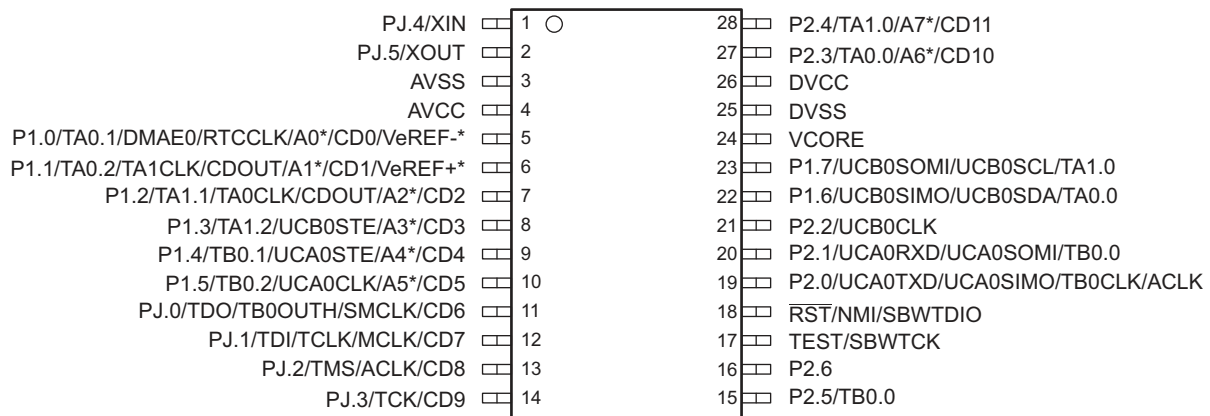 PJ.4/XIN 1 28 P2.4/TA1.0/A7*/CD11
PJ.5/XOUT 2 27 P2.3/TA0.0/A6*/CD10
AVSS 3 26 DVCC
AVCC 4 25 DVSS
P1.0/TA0.1/DMAE0/RTCCLK/A0*/CD0/VeREF-* 5 24 VCORE
P1.1/TA0.2/TA1CLK/CDOUT/A1*/CD1/VeREF+* 6 23 P1.7/UCB0SOMI/UCB0SCL/TA1.0
P1.2/TA1.1/TA0CLK/CDOUT/A2*/CD2 7 22 P1.6/UCB0SIMO/UCB0SDA/TA0.0
P1.3/TA1.2/UCB0STE/A3*/CD3 8 21 P2.2/UCB0CLK
P1.4/TB0.1/UCA0STE/A4*/CD4 9 20 P2.1/UCA0RXD/UCA0SOMI/TB0.0
P1.5/TB0.2/UCA0CLK/A5*/CD5 10 19 P2.0/UCA0TXD/UCA0SIMO/TB0CLK/ACLK
PJ.0/TDO/TB0OUTH/SMCLK/CD6 11 18 RST/NMI/SBWTDIO
PJ.1/TDI/TCLK/MCLK/CD7 12 17 TEST/SBWTCK
PJ.2/TMS/ACLK/CD8 13 16 P2.6
PJ.3/TCK/CD9 14 15 P2.5/TB0.0